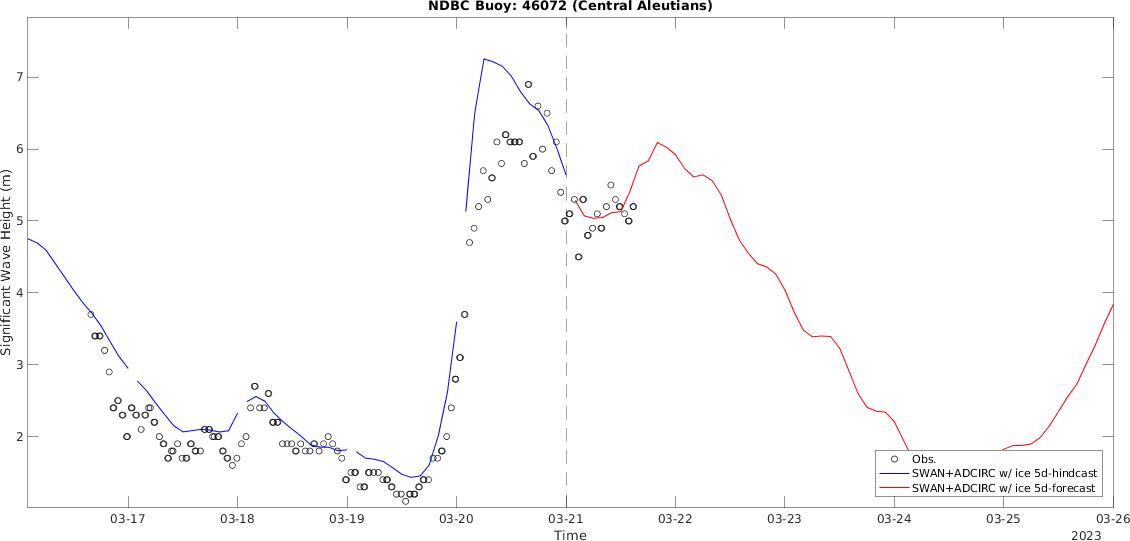 NDBC Buoy: 46072 (Central Aleutians)
Significant Wave Height (m)
7
6
5
4
3
2
Obs.
SWAN+ADCIRC w/ ice 5d-hindcast
SWAN+ADCIRC w/ ice 5d-forecast
03-17 03-18 03-19 03-20 03-21 03-22 03-23 03-24 03-25 03-26
Time
2023